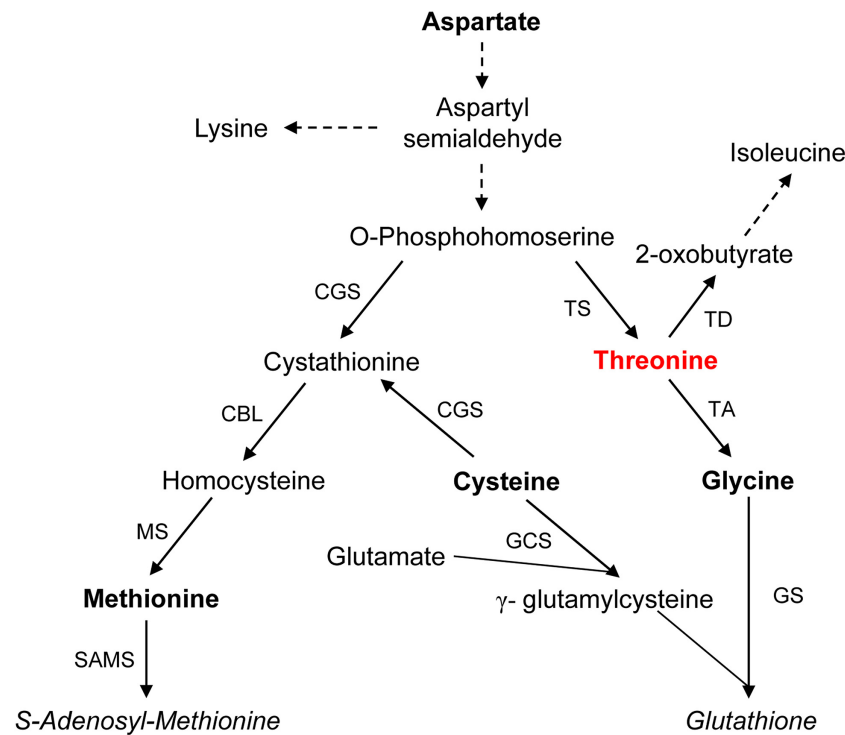 Aspartate
Aspartyl
semialdehyde
Lysine
Isoleucine
O-Phosphohomoserine
2-oxobutyrate
CGS
TS
TD
Cystathionine
Threonine
CBL
CGS
TA
Homocysteine
Cysteine
Glycine
MS
GCS
Glutamate
Methionine
γ- glutamylcysteine
GS
SAMS
S-Adenosyl-Methionine
Glutathione